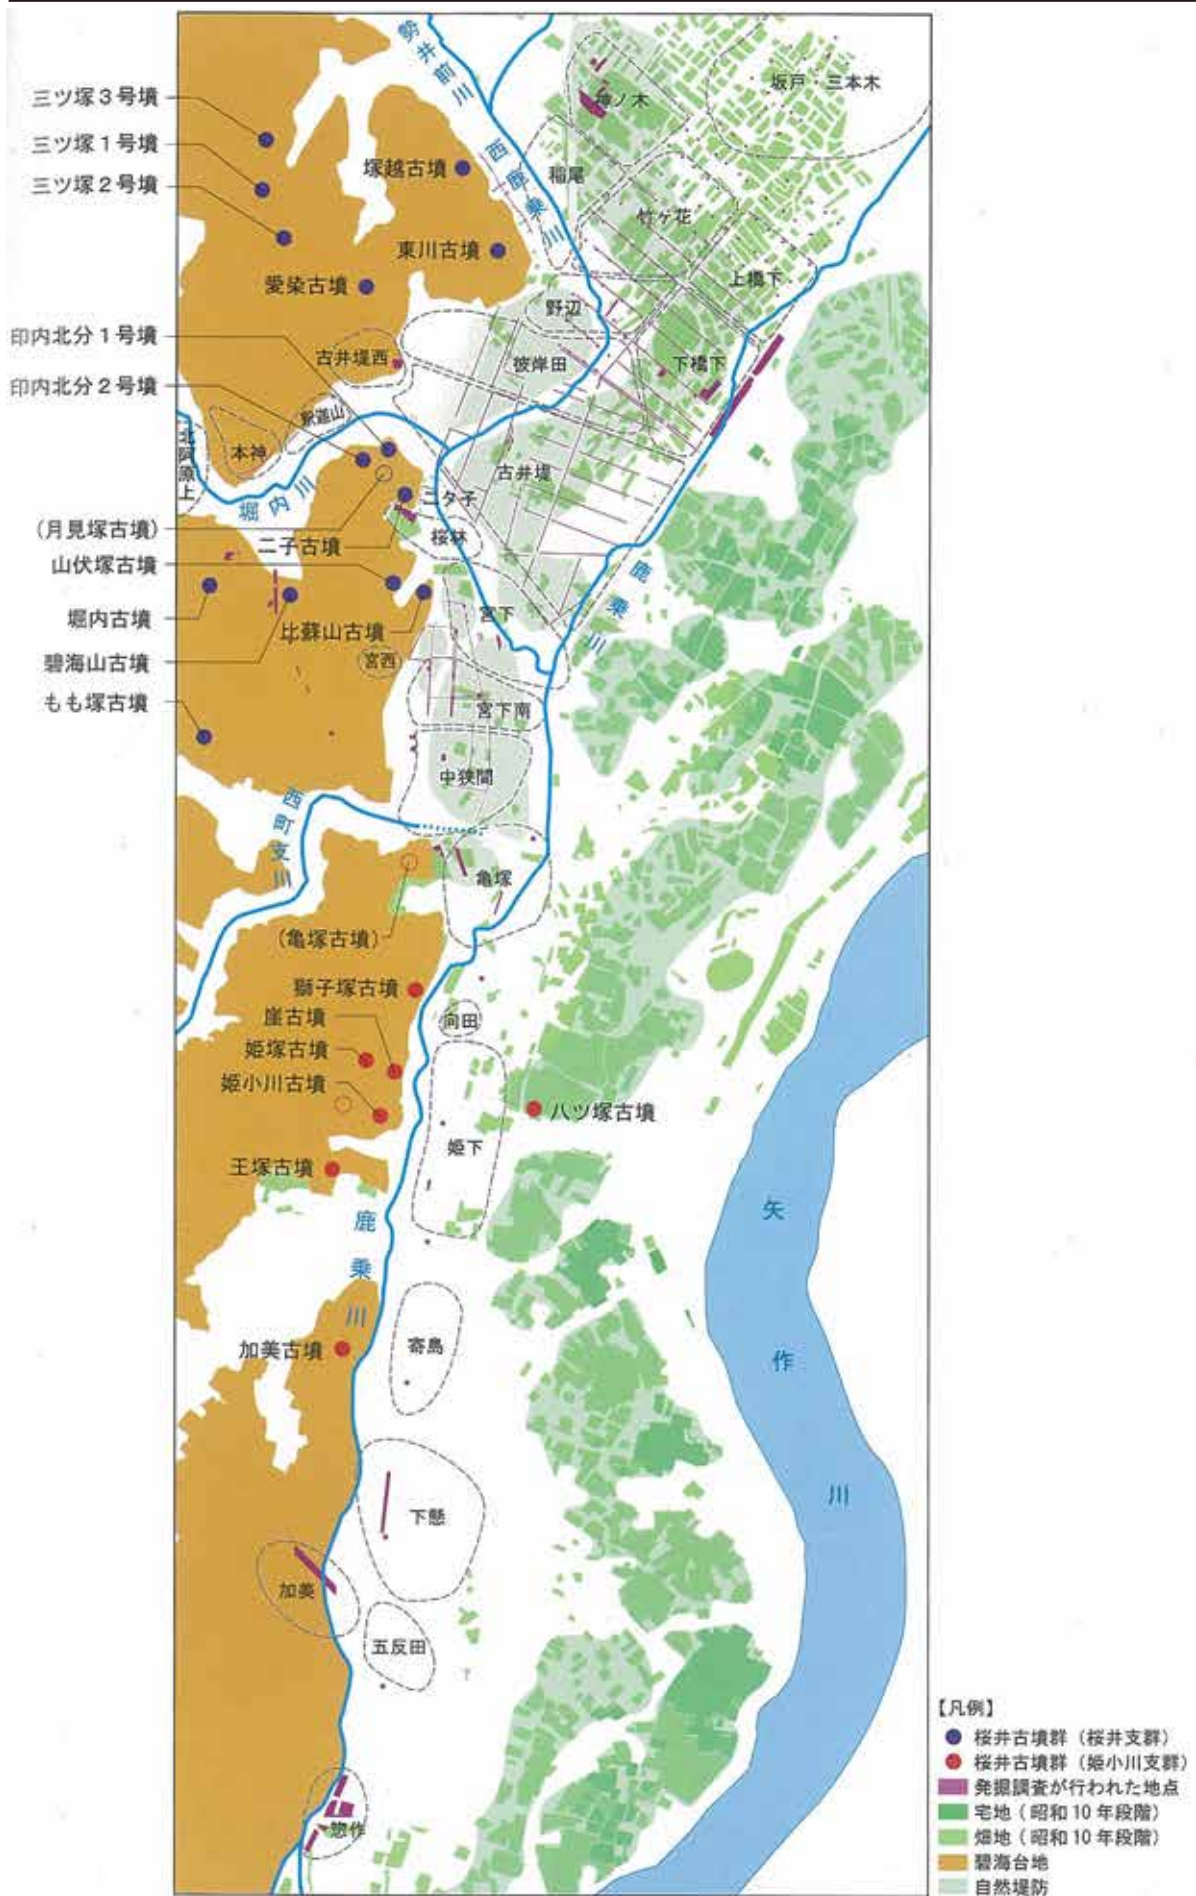 勢井前川
坂戸・三本木
神ノ木
三ツ塚3号墳
三ツ塚1号墳
三ツ塚2号墳
塚越古墳
西鹿乗川
稲尾
竹ヶ花
東川古墳
愛染古墳
上橋下
野辺
印内北分1号墳
古井堤西
彼岸田
下橋下
印内北分2号墳
釈迦山
本神
北阿原上
堀内川
古井堤
二タ子
(月見塚古墳)
二子古墳
桜林
山伏塚古墳
鹿乗川
堀内古墳
比蘇山古墳
宮下
碧海山古墳
宮西
もも塚古墳
宮下南
中狭間
西町支川
亀塚
(亀塚古墳)
獅子塚古墳
崖古墳
向田
姫塚古墳
姫小川古墳
八ツ塚古墳
姫下
王塚古墳
矢作川
鹿乗川
加美古墳
寄島
下懸
加美
五反田
惣作
【凡例】
桜井古墳群(桜井支群)
桜井古墳群(姫小川支群)
発掘調査が行われた地点
宅地(昭和10年段階)
畑地(昭和10年段階)
碧海台地
自然堤防